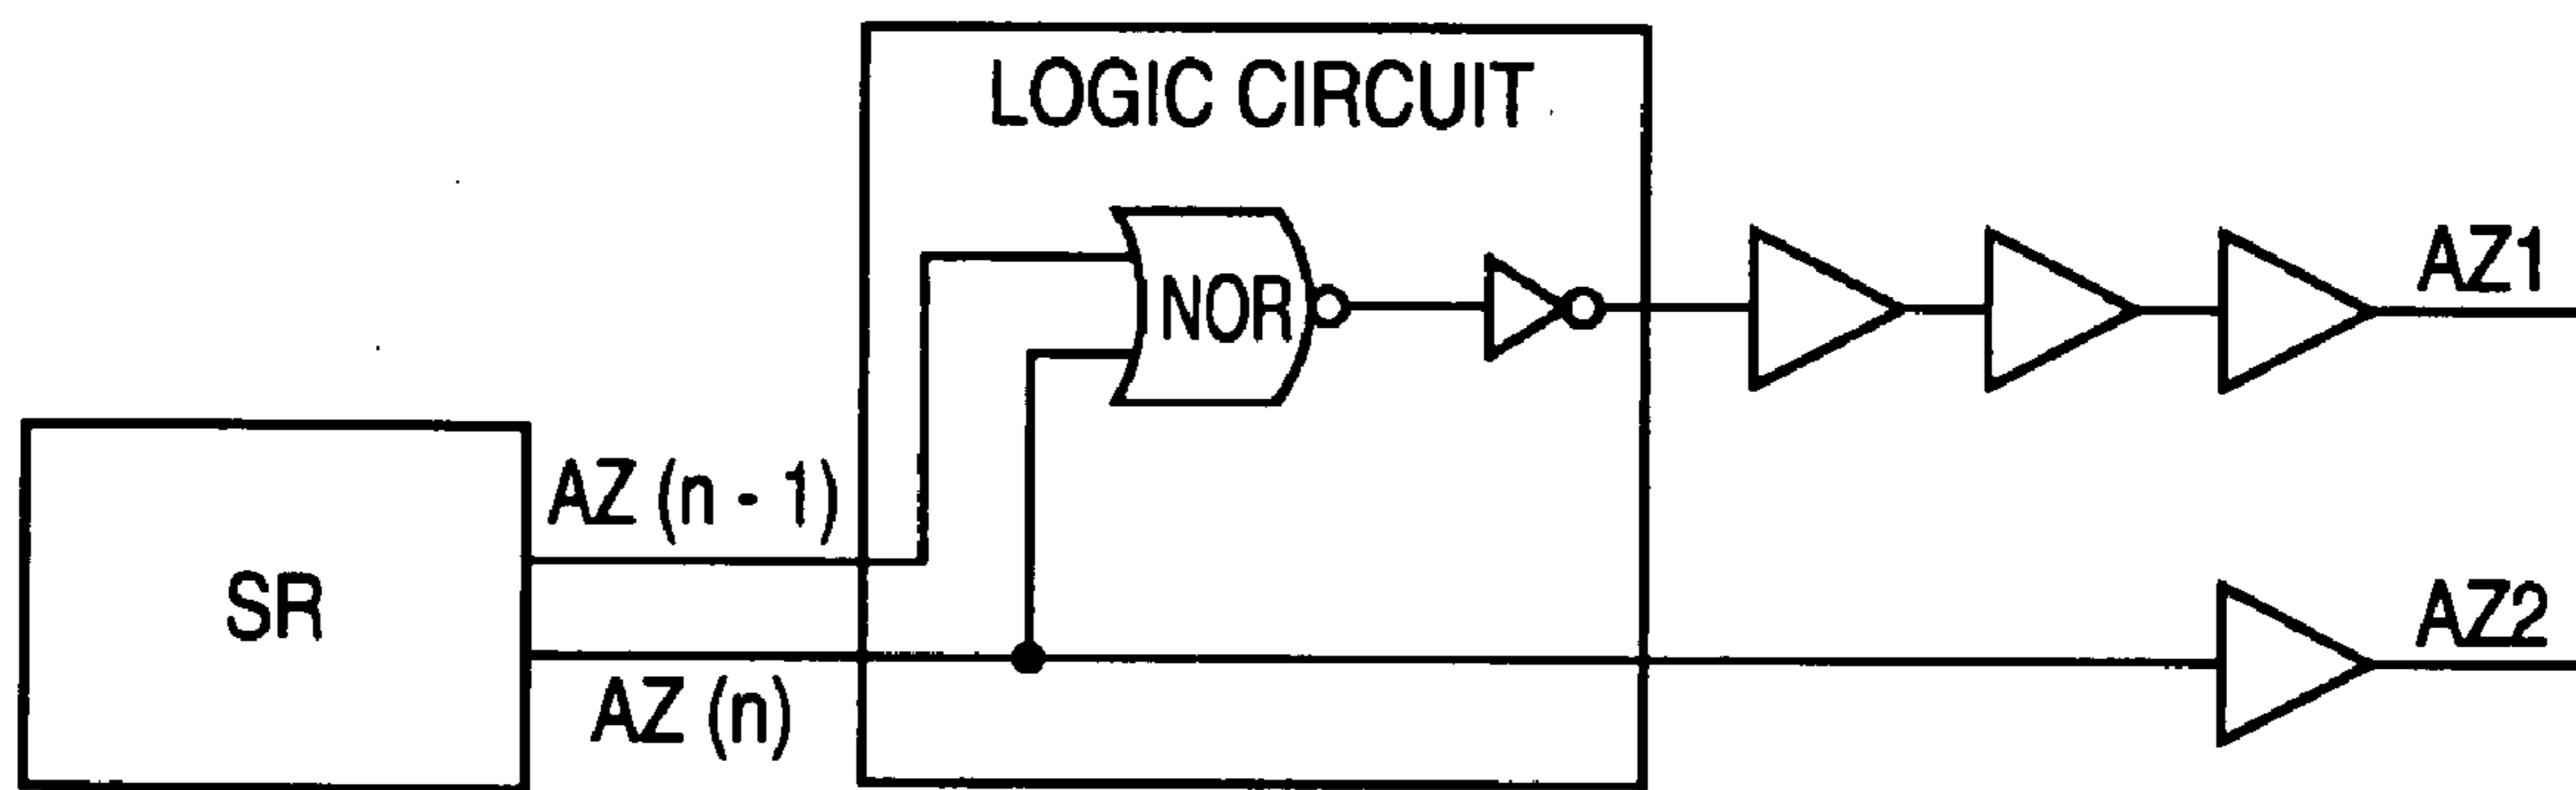 LOGIC CIRCUIT
NOR
AZ1
AZ (n - 1)
SR
AZ2
AZ (n)